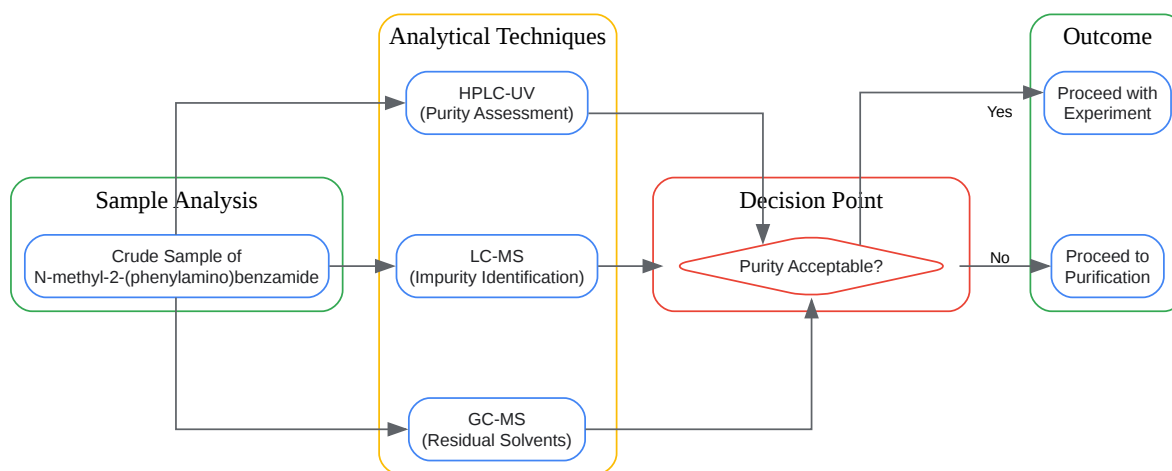 Sample Analysis
Crude Sample of
N-methyl-2-(phenylamino)benzamide
Analytical Techniques
HPLC-UV
(Purity Assessment)
LC-MS
(Impurity Identification)
GC-MS
(Residual Solvents)
Decision Point
Purity Acceptable?
Yes
No
Outcome
Proceed with
Experiment
Proceed to
Purification